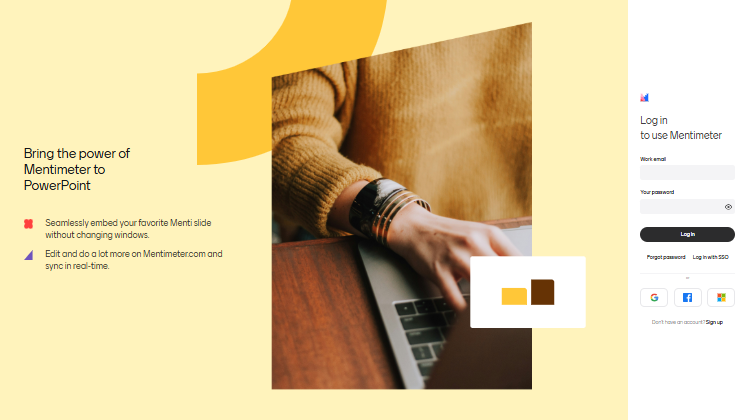 Bring the power of
Mentimeter to
PowerPoint
Seamlessly embed your favorite Menti slide
without changing windows.
Edit and do a lot more on Mentimeter.com and
sync in real-time.
Log in
to use Mentimeter
Work email
Your password
Log in
Forgot password Log in with SSO
Don't have an account? Sign up